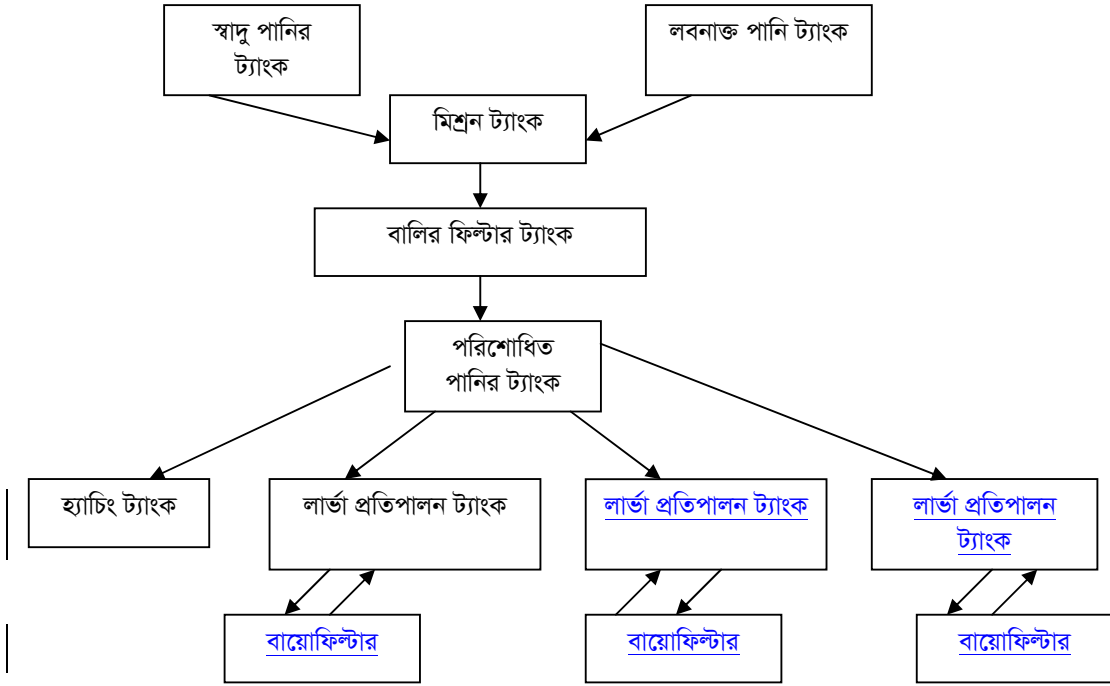 স্বাদু পানির
ট্যাংক
লবনাক্ত পানি ট্যাংক
মিশ্রন ট্যাংক
বালির ফিল্টার ট্যাংক
পরিশোধিত
পানির ট্যাংক
হ্যাচিং ট্যাংক
লার্ভা প্রতিপালন ট্যাংক
লার্ভা প্রতিপালন ট্যাংক
লার্ভা প্রতিপালন
ট্যাংক
বায়োফিল্টার
বায়োফিল্টার
বায়োফিল্টার